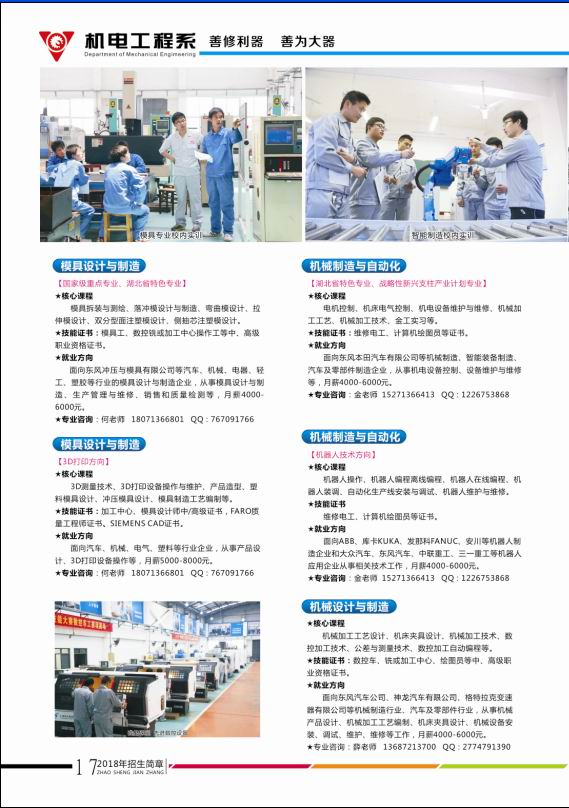 机电工程系 善修利器 善为大器
Department of Mechanical Engineering
模具专业校内实训
智能制造校内实训
模具设计与制造
【国家级重点专业、湖北省特色专业】
★核心课程
模具拆装与测绘、落冲模设计与制造、弯曲模设计、拉
伸模设计、双分型面注塑模设计、侧抽芯注塑模设计。
★技能证书：模具工、数控铣或加工中心操作工等中、高级
职业资格证书。
★就业方向
面向东风冲压与模具有限公司等汽车、机械、电器、轻
工、塑胶等行业的模具设计与制造企业，从事模具设计与制
造、生产管理与维修、销售和质量检测等，月薪4000-
6000元。
★专业咨询：何老师 18071366801 QQ：767091766
模具设计与制造
【3D打印方向】
★核心课程
3D测量技术、3D打印设备操作与维护、产品造型、塑
料模具设计、冲压模具设计、模具制造工艺编制等。
★技能证书：加工中心、模具设计师中/高级证书，FARO质
量工程师证书。SIEMENS CAD证书。
★就业方向
面向汽车、机械、电气、塑料等行业企业，从事产品设
计、3D打印设备操作等，月薪5000-8000元。
★专业咨询：何老师 18071366801 QQ：767091766
机械制造与自动化
【湖北省特色专业、战略性新兴支柱产业计划专业】
★核心课程
电机控制、机床电气控制、机电设备维护与维修、机械加
工工艺、机械加工技术、金工实习等。
★技能证书：维修电工、计算机绘图员等证书。
★就业方向
面向东风本田汽车有限公司等机械制造、智能装备制造、
汽车及零部件制造企业，从事机电设备控制、设备维护与维修
等，月薪4000-6000元。
★专业咨询：金老师 15271366413 QQ：1226753868
机械制造与自动化
【机器人技术方向】
★核心课程
机器人操作、机器人编程离线编程、机器人在线编程、机
器人装调、自动化生产线安装与调试、机器人维护与维修。
★技能证书
维修电工、计算机绘图员等证书。
★就业方向
面向ABB、库卡KUKA、发那科FANUC、安川等机器人制
造企业和大众汽车、东风汽车、中联重工、三一重工等机器人
应用企业从事相关技术工作，月薪4000-6000元。
★专业咨询：金老师 15271366413 QQ：1226753868
机械设计与制造
★核心课程
机械加工工艺设计、机床夹具设计、机械加工技术、数
控加工技术、公差与测量技术、数控加工自动编程等。
★技能证书：数控车、铣或加工中心、绘图员等中、高级职
业资格证。
★就业方向
面向东风汽车公司、神龙汽车有限公司、格特拉克变速
器有限公司等机械制造行业、汽车及零部件行业，从事机械
产品设计、机械加工工艺编制、机床夹具设计、机械设备安
装、调试、维护、维修等工作，月薪4000-6000元。
★专业咨询：薛老师 13687213700 QQ：2774791390
17 2018年招生简章
ZHAO SHENG JIAN ZHANG